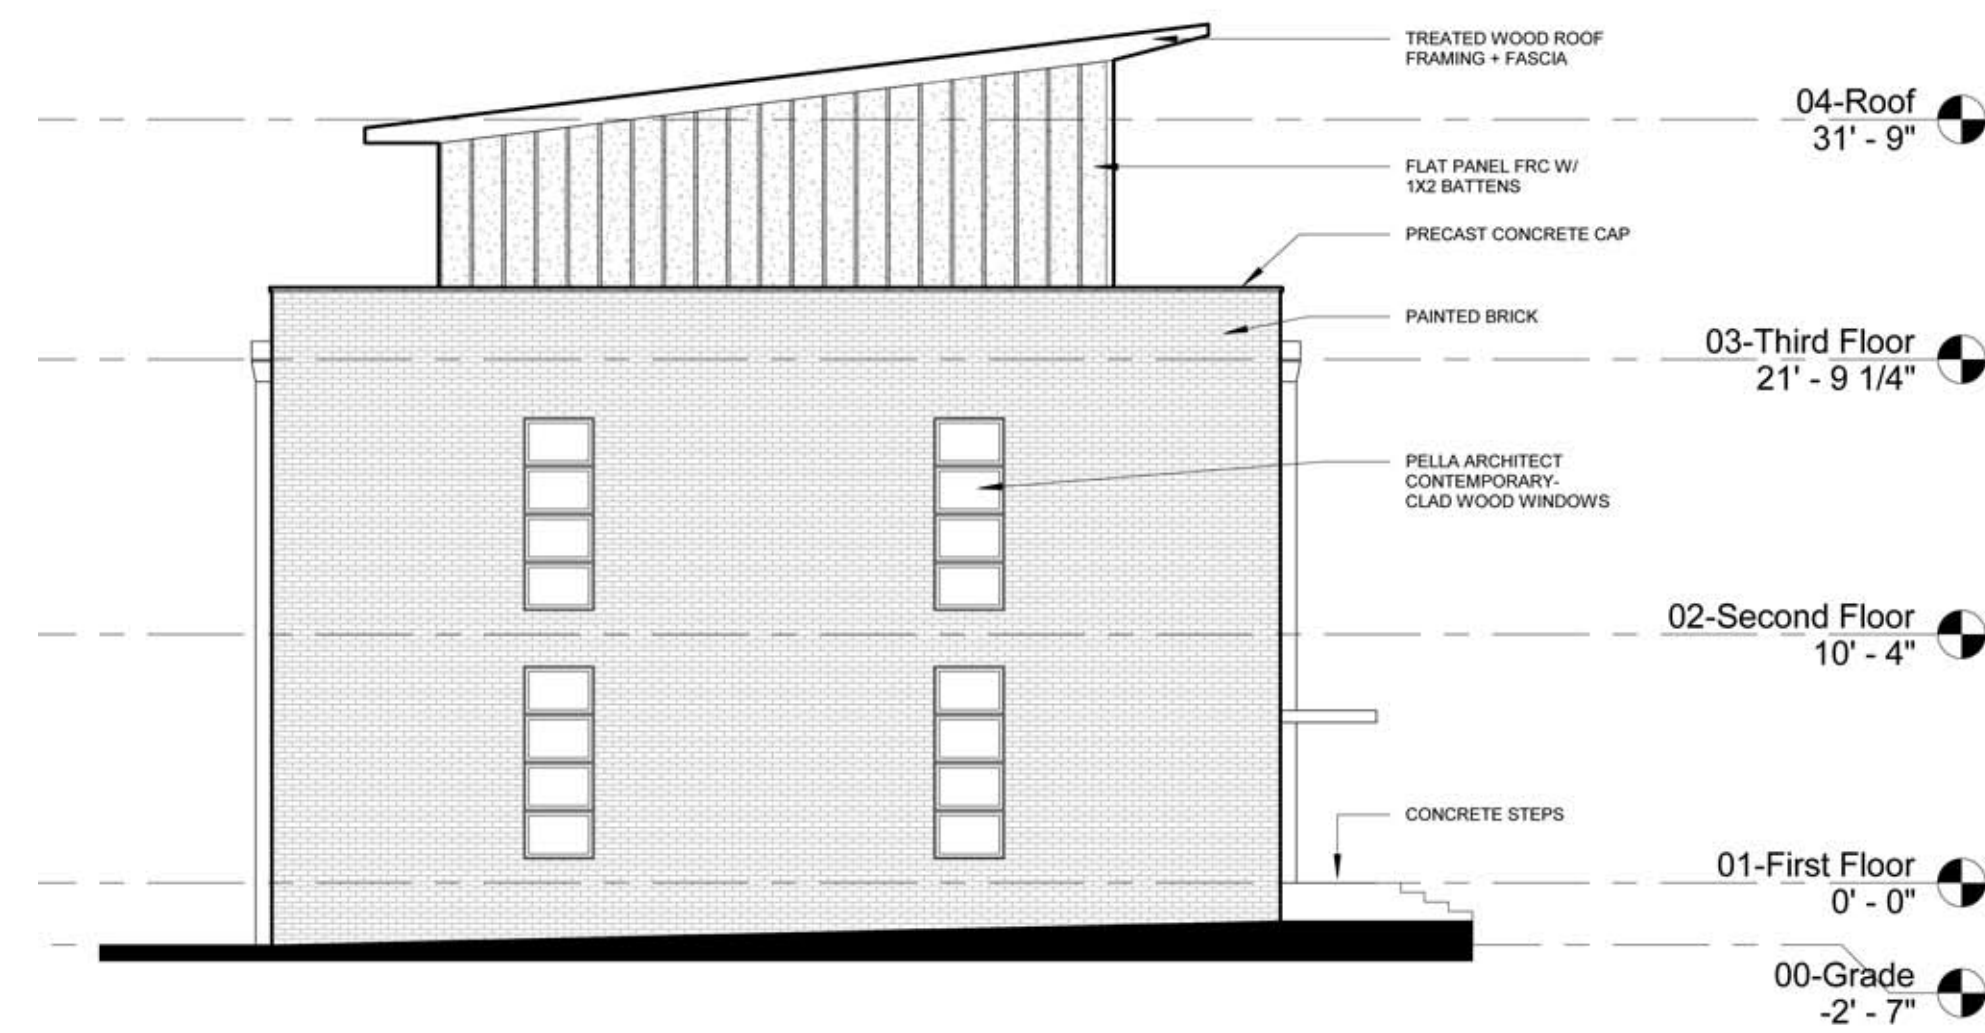 TREATED WOOD ROOF
FRAMING + FASCIA
04-Roof
31' - 9"
FLAT PANEL FRC W/
1X2 BATTENS
PRECAST CONCRETE CAP
PAINTED BRICK
03-Third Floor
21' - 9 1/4"
PELLA ARCHITECT
CONTEMPORARY-
CLAD WOOD WINDOWS
02-Second Floor
10' - 4"
CONCRETE STEPS
01-First Floor
0' - 0"
00-Grade
-2' - 7"